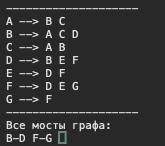 --------------------
A --> B C
B --> A C D
C --> A B
D --> B E F
E --> D F
F --> D E G
G --> F
--------------------
Все мосты графа:
B-D F-G